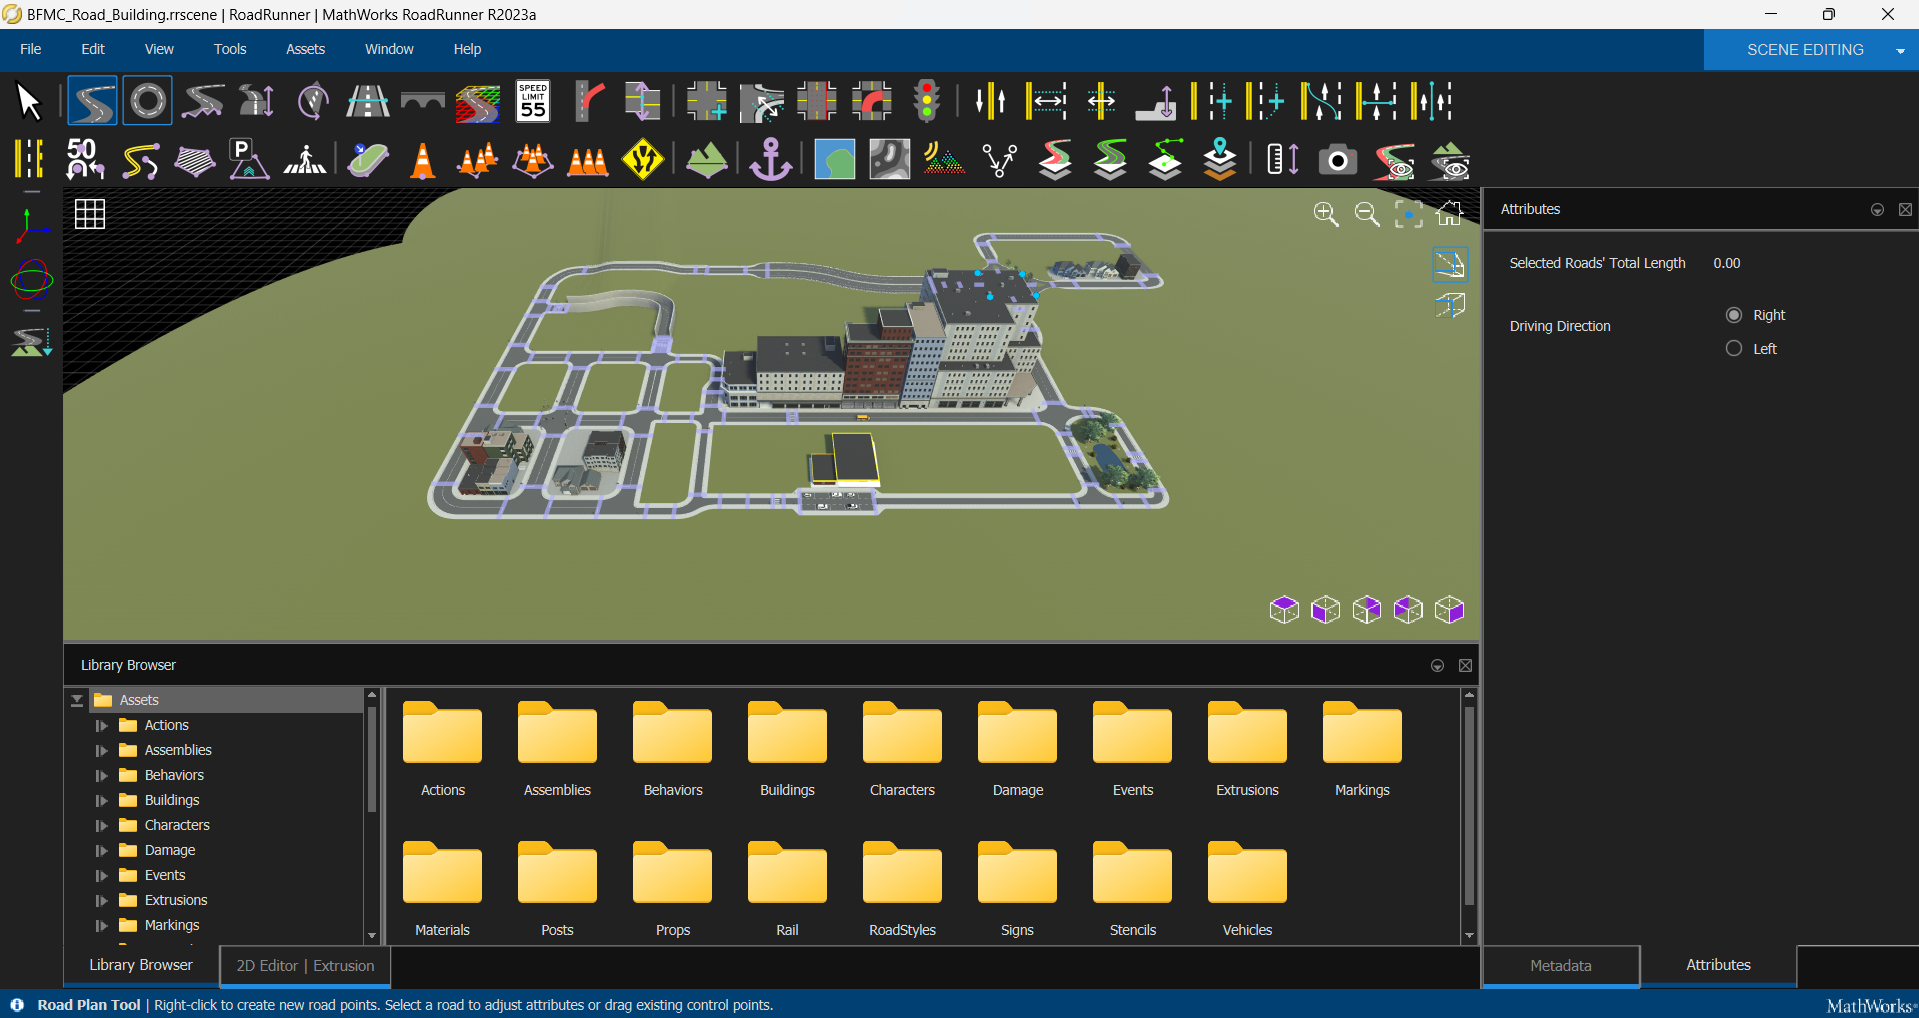 BFMC_Road_Building.rrscene | RoadRunner | MathWorks RoadRunner R2023a
File Edit View Tools Assets Window Help
SCENE EDITING
SPEED LIMIT 55
50
P
Attributes
Selected Roads' Total Length 0.00
Driving Direction
Right
Left
Library Browser
Assets
Actions
Assemblies
Behaviors
Buildings
Characters
Damage
Events
Extrusions
Markings
Actions Assemblies Behaviors Buildings Characters Damage Events Extrusions Markings
Materials Posts Props Rail RoadStyles Signs Stencils Vehicles
Library Browser 2D Editor | Extrusion
Metadata Attributes
Road Plan Tool | Right-click to create new road points. Select a road to adjust attributes or drag existing control points.
MathWorks